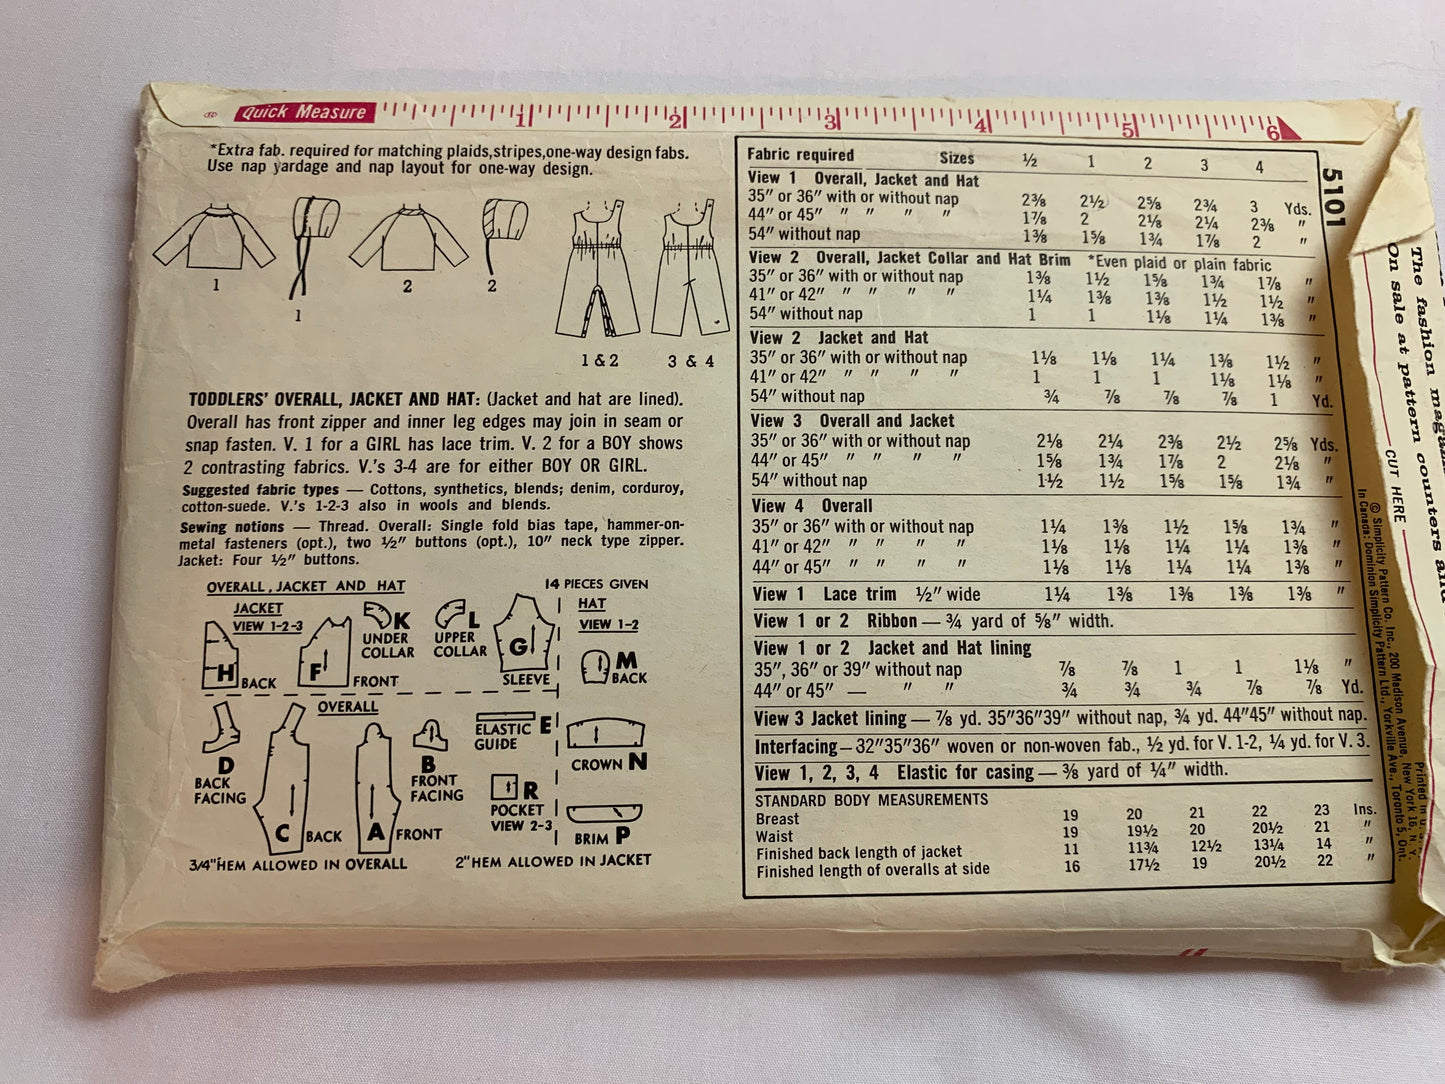 Quick Measure
1 2 3 4 5 6
*Extra fab. required for matching plaids,stripes,one-way design fabs.
Use nap yardage and nap layout for one-way design.
1
1
2
2
1 & 2
3 & 4
TODDLERS' OVERALL, JACKET AND HAT: (Jacket and hat are lined).
Overall has front zipper and inner leg edges may join in seam or
snap fasten. V. 1 for a GIRL has lace trim. V. 2 for a BOY shows
2 contrasting fabrics. V.'s 3-4 are for either BOY OR GIRL.
Suggested fabric types — Cottons, synthetics, blends; denim, corduroy,
cotton-suede. V.'s 1-2-3 also in wools and blends.
Sewing notions — Thread. Overall: Single fold bias tape, hammer-on-
metal fasteners (opt.), two ½" buttons (opt.), 10" neck type zipper.
Jacket: Four ½" buttons.
OVERALL, JACKET AND HAT
14 PIECES GIVEN
JACKET
VIEW 1-2-3
H BACK
F FRONT
K
UNDER
COLLAR
L
UPPER
COLLAR
G
SLEEVE
HAT
VIEW 1-2
M
BACK
OVERALL
D
BACK
FACING
C BACK
A FRONT
B
FRONT
FACING
ELASTIC E
GUIDE
R
POCKET
VIEW 2-3
CROWN N
BRIM P
3/4"HEM ALLOWED IN OVERALL
2"HEM ALLOWED IN JACKET
Fabric required Sizes ½ 1 2 3 4
View 1 Overall, Jacket and Hat
35" or 36" with or without nap 2⅜ 2½ 2⅝ 2¾ 3 Yds.
44" or 45" " " " " 1⅞ 2 2⅛ 2¼ 2⅜ "
54" without nap 1⅜ 1⅝ 1¾ 1⅞ 2 "
View 2 Overall, Jacket Collar and Hat Brim *Even plaid or plain fabric
35" or 36" with or without nap 1⅜ 1½ 1⅝ 1¾ 1⅞ "
41" or 42" " " " " 1¼ 1⅜ 1⅜ 1½ 1½ "
54" without nap 1 1 1⅛ 1¼ 1⅜ "
View 2 Jacket and Hat
35" or 36" with or without nap 1⅛ 1⅛ 1¼ 1⅜ 1½ "
41" or 42" " " " " 1 1 1 1⅛ 1⅛ "
54" without nap ¾ ⅞ ⅞ ⅞ 1 Yd.
View 3 Overall and Jacket
35" or 36" with or without nap 2⅛ 2¼ 2⅜ 2½ 2⅝ Yds.
44" or 45" " " " " 1⅝ 1¾ 1⅞ 2 2⅛ "
54" without nap 1½ 1½ 1⅝ 1⅝ 1¾ "
View 4 Overall
35" or 36" with or without nap 1¼ 1⅜ 1½ 1⅝ 1¾ "
41" or 42" " " " " 1⅛ 1⅛ 1¼ 1¼ 1⅜ "
44" or 45" " " " " 1⅛ 1⅛ 1¼ 1¼ 1⅜ "
View 1 Lace trim ½" wide 1¼ 1⅜ 1⅜ 1⅜ 1⅜ "
View 1 or 2 Ribbon — ¾ yard of ⅝" width.
View 1 or 2 Jacket and Hat lining
35", 36" or 39" without nap ⅞ ⅞ 1 1 1⅛ "
44" or 45" — " " ¾ ¾ ¾ ⅞ ⅞ Yd.
View 3 Jacket lining — ⅞ yd. 35"36"39" without nap, ¾ yd. 44"45" without nap.
Interfacing — 32"35"36" woven or non-woven fab., ½ yd. for V. 1-2, ¼ yd. for V. 3.
View 1, 2, 3, 4 Elastic for casing — ⅜ yard of ¼" width.
STANDARD BODY MEASUREMENTS
Breast 19 20 21 22 23 Ins.
Waist 19 19½ 20 20½ 21 "
Finished back length of jacket 11 11¾ 12½ 13¼ 14 "
Finished length of overalls at side 16 17½ 19 20½ 22 "
5101
© Simplicity Pattern Co. Inc., 200 Madison Avenue, New York 16, N. Y.
In Canada: Dominion Simplicity Pattern Ltd., Yorkville Ave., Toronto 5, Ont.
Printed in U.
CUT HERE
The fashion
On sale at pattern counters and